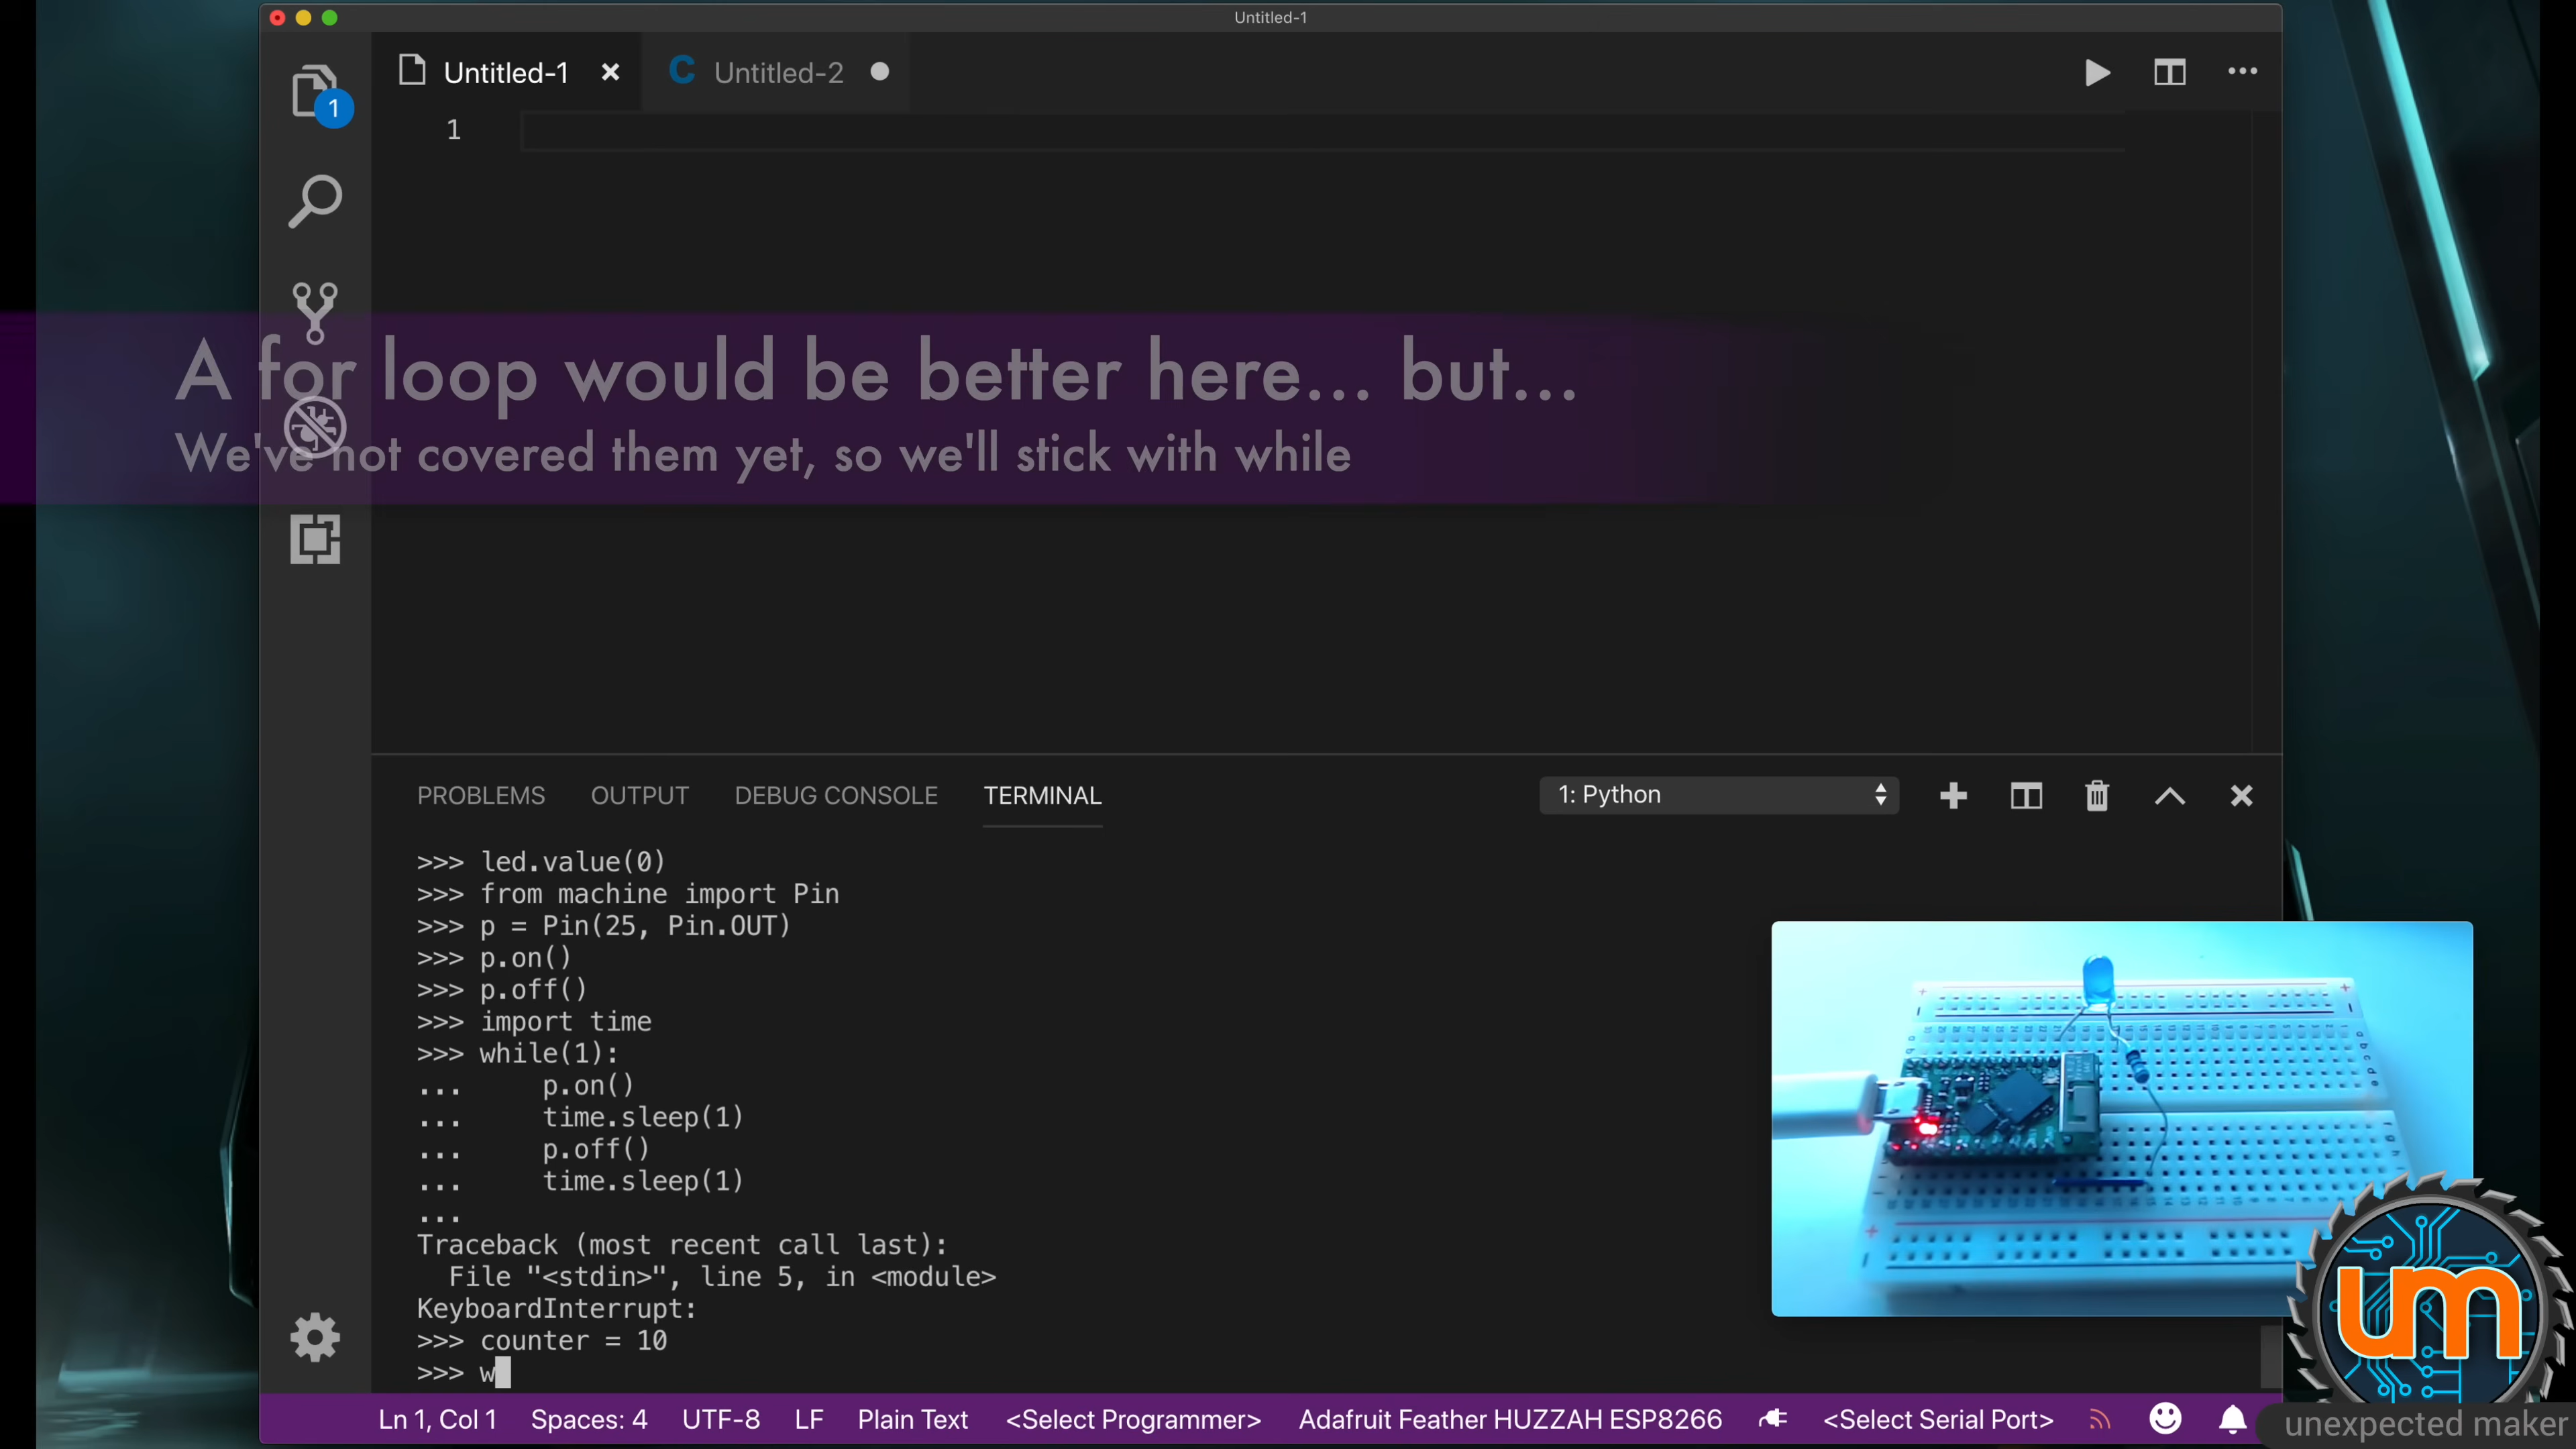 Untitled-1
Untitled-1
C Untitled-2
1
1
A for loop would be better here... but...
We've not covered them yet, so we'll stick with while
PROBLEMS OUTPUT DEBUG CONSOLE TERMINAL 1: Python
>>> led.value(0)
>>> from machine import Pin
>>> p = Pin(25, Pin.OUT)
>>> p.on()
>>> p.off()
>>> import time
>>> while(1):
... p.on()
... time.sleep(1)
... p.off()
... time.sleep(1)
...
Traceback (most recent call last):
File "<stdin>", line 5, in <module>
KeyboardInterrupt:
>>> counter = 10
>>> w
um
Ln 1, Col 1 Spaces: 4 UTF-8 LF Plain Text <Select Programmer> Adafruit Feather HUZZAH ESP8266 <Select Serial Port>
unexpected maker